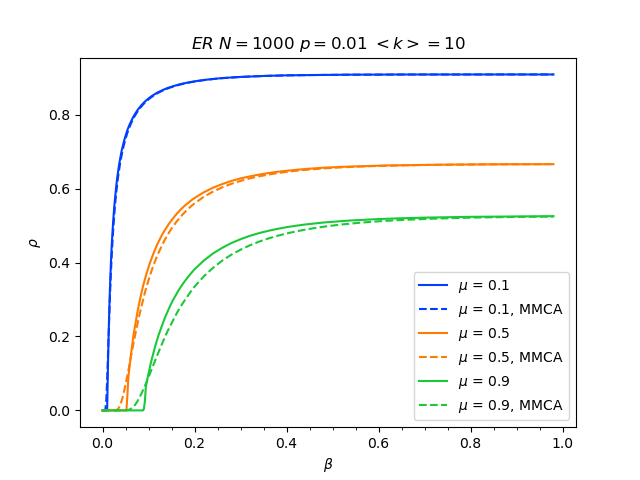 ER N = 1000 p = 0.01 < k > = 10
ρ
0.8
0.6
0.4
0.2
0.0
0.0 0.2 0.4 0.6 0.8 1.0
β
μ = 0.1
μ = 0.1, MMCA
μ = 0.5
μ = 0.5, MMCA
μ = 0.9
μ = 0.9, MMCA